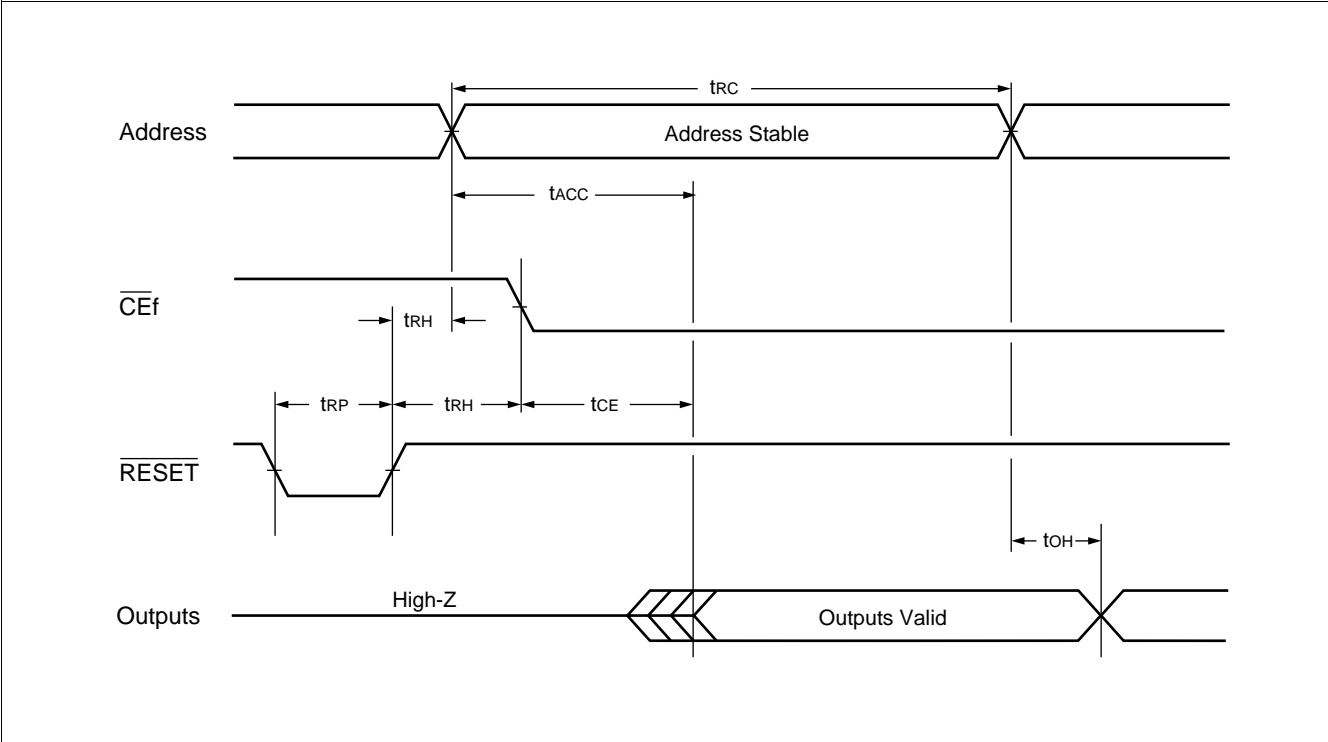 tRC
Address
Address Stable
tACC
CEf
tRH
tRP
tRH
tCE
RESET
tOH
High-Z
Outputs
Outputs Valid